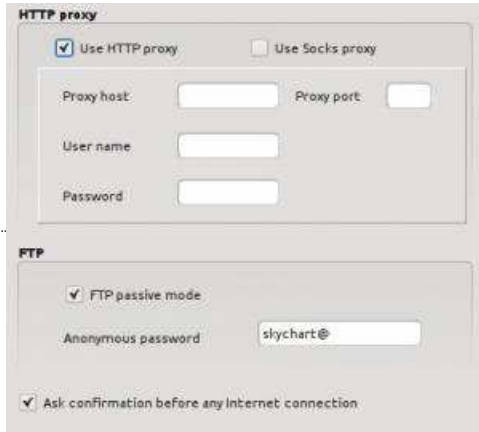 HTTP proxy
Use HTTP proxy Use Socks proxy
Proxy host Proxy port
User name
Password
FTP
FTP passive mode
Anonymous password skychart@
Ask confirmation before any Internet connection